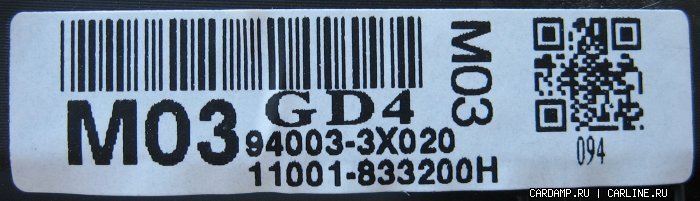 M03 GD4
94003-3X020
11001-833200H
M03
094
CARDAMP.RU | CARLINE.RU